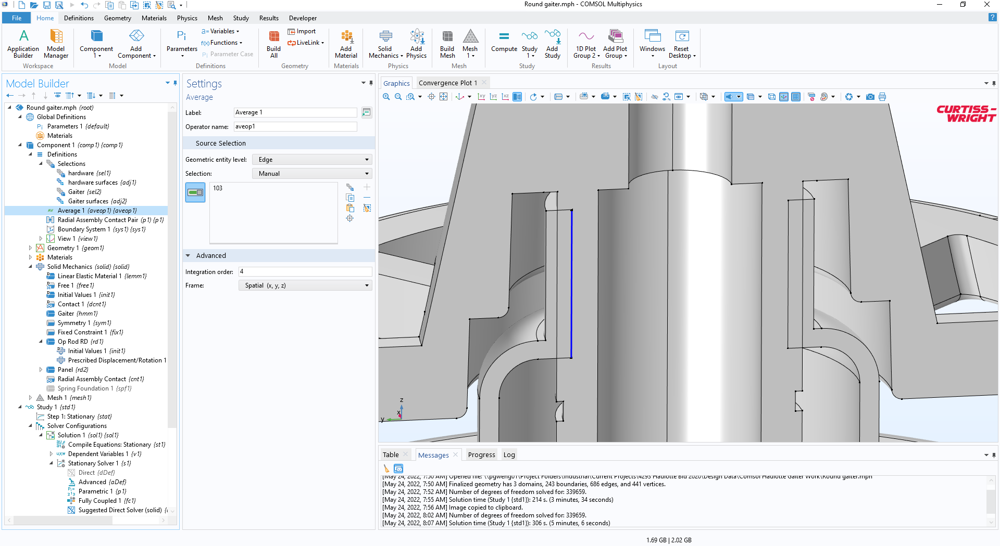 Round gaiter.mph - COMSOL Multiphysics
File Home Definitions Geometry Materials Physics Mesh Study Results Developer
Application Builder
Model Manager
Workspace
Component 1
Add Component
Model
Parameters
a= Variables
f(x) Functions
Pi Parameter Case
Definitions
Build All
Import
LiveLink
Geometry
Add Material
Materials
Solid Mechanics
Add Physics
Physics
Build Mesh
Mesh 1
Mesh
Compute
Study 1
Add Study
Study
1D Plot Group 2
Add Plot Group
Results
Windows
Reset Desktop
Layout
Model Builder
Round gaiter.mph (root)
Global Definitions
Pi Parameters 1 {default}
Materials
Component 1 (comp1) {comp1}
Definitions
Selections
hardware {sel1}
hardware surfaces {adj1}
Gaiter {sel2}
Gaiter surfaces {adj2}
AV Average 1 (aveop1) {aveop1}
Radial Assembly Contact Pair (p1) {p1}
Boundary System 1 (sys1) {sys1}
View 1 {view1}
Geometry 1 {geom1}
Materials
Solid Mechanics (solid) {solid}
Linear Elastic Material 1 {lemm1}
Free 1 {free1}
Initial Values 1 {init1}
Contact 1 {dcnt1}
Gaiter {hmm1}
Symmetry 1 {sym1}
Fixed Constraint 1 {fix1}
Op Rod RD {rd1}
Initial Values 1 {init1}
Prescribed Displacement/Rotation 1
Panel {rd2}
Radial Assembly Contact {cnt1}
Spring Foundation 1 {spf1}
Mesh 1 {mesh1}
Study 1 {std1}
Step 1: Stationary {stat}
Solver Configurations
Solution 1 (sol1) {sol1}
Compile Equations: Stationary {st1}
u,v,w Dependent Variables 1 {v1}
Stationary Solver 1 {s1}
Direct {dDef}
Advanced {aDef}
Parametric 1 {p1}
Fully Coupled 1 {fc1}
Suggested Direct Solver (solid) {
Settings
Average
Label: Average 1
Operator name: aveop1
Source Selection
Geometric entity level: Edge
Selection: Manual
103
Advanced
Integration order: 4
Frame: Spatial (x, y, z)
Graphics Convergence Plot 1
xy yz xz
CURTISS -
WRIGHT
z
x
y
Table Messages Progress Log
[May 24, 2022, 7:50 AM] Opened file: \\pgweng01\Project Folders\Industrial\Current Projects\4293 Haulotte Bid 2020\Design Data\Comsol Haulotte Gaiter Work\Round gaiter.mph
[May 24, 2022, 7:50 AM] Finalized geometry has 3 domains, 243 boundaries, 686 edges, and 441 vertices.
[May 24, 2022, 7:52 AM] Number of degrees of freedom solved for: 339659.
[May 24, 2022, 7:55 AM] Solution time (Study 1 {std1}): 214 s. (3 minutes, 34 seconds)
[May 24, 2022, 7:56 AM] Image copied to clipboard.
[May 24, 2022, 8:02 AM] Number of degrees of freedom solved for: 339659.
[May 24, 2022, 8:07 AM] Solution time (Study 1 {std1}): 306 s. (5 minutes, 6 seconds)
1.69 GB | 2.02 GB